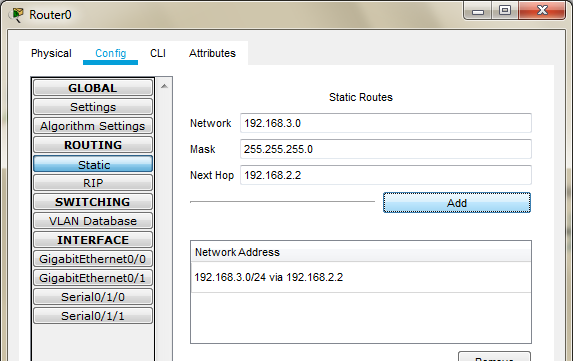 Router0
Physical Config CLI Attributes
GLOBAL
Settings
Algorithm Settings
ROUTING
Static
RIP
SWITCHING
VLAN Database
INTERFACE
GigabitEthernet0/0
GigabitEthernet0/1
Serial0/1/0
Serial0/1/1
Static Routes
Network 192.168.3.0
Mask 255.255.255.0
Next Hop 192.168.2.2
Add
Network Address
192.168.3.0/24 via 192.168.2.2
Remove